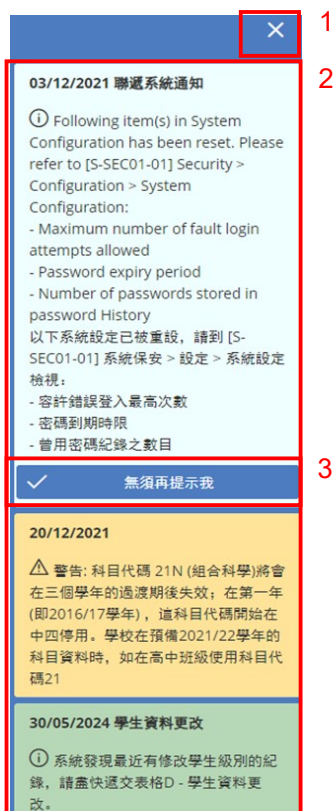 1
03/12/2021 聯遞系統通知
2
Following item(s) in System
Configuration has been reset. Please
refer to [S-SEC01-01] Security >
Configuration > System
Configuration:
- Maximum number of fault login
attempts allowed
- Password expiry period
- Number of passwords stored in
password History
以下系統設定已被重設，請到 [S-
SEC01-01] 系統保安 > 設定 > 系統設定
檢視：
- 容許錯誤登入最高次數
- 密碼到期時限
- 曾用密碼紀錄之數目
無須再提示我
3
20/12/2021
警告: 科目代碼 21N (組合科學)將會
在三個學年的過渡期後失效；在第一年
(即2016/17學年) ，這科目代碼開始在
中四停用。學校在預備2021/22學年的
科目資料時，如在高中班級使用科目代
碼21
30/05/2024 學生資料更改
系統發現最近有修改學生級別的紀
錄，請盡快遞交表格D - 學生資料更
改。